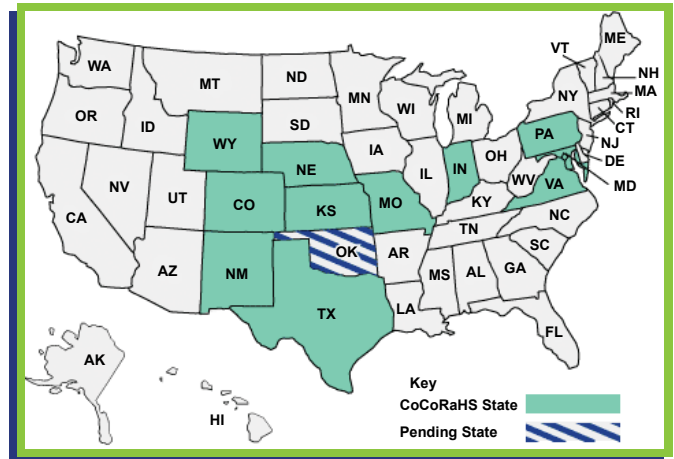 ME
VT
WA
NH
MT
ND
MA
MN
OR
NY
WI
RI
ID
SD
MI
CT
WY
PA
NJ
IA
NE
OH
DE
IL
IN
NV
WV
UT
VA
MD
CO
KS
MO
KY
CA
NC
TN
OK
SC
AZ
AR
NM
MS
AL
GA
TX
LA
FL
AK
HI
Key
CoCoRaHS State
Pending State